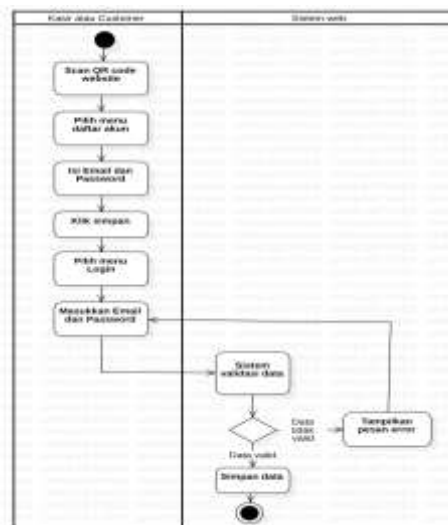 Kasir atau Customer
Sistem web
Scan QR code
website
Pilih menu
daftar akun
Isi Email dan
Password
Klik simpan
Pilih menu
Login
Masukkan Email
dan Password
Sistem
validasi data
Data
tidak
valid
Tampilkan
pesan error
Data valid
Simpan data